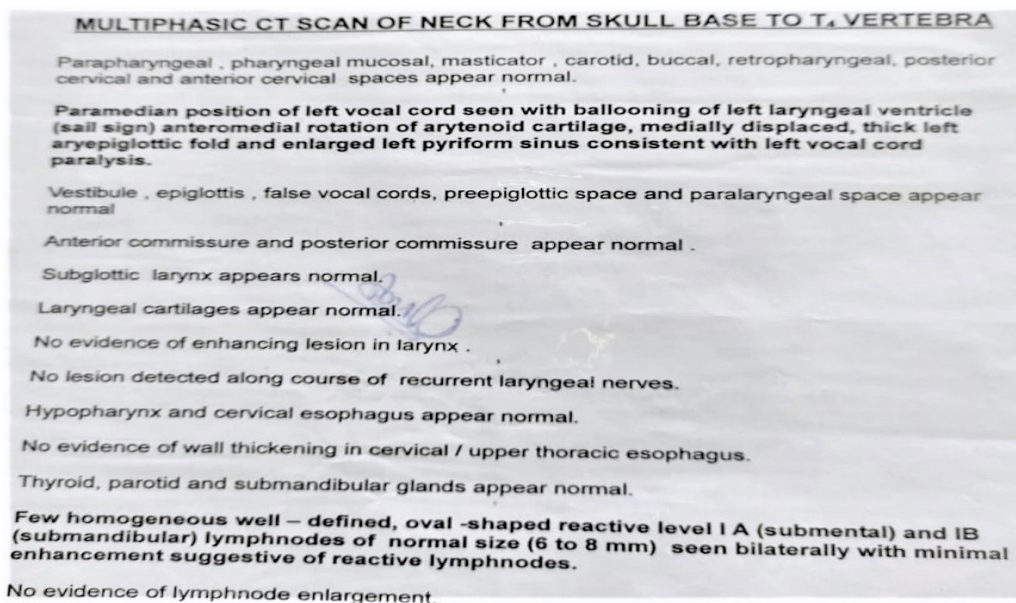 MULTIPHASIC CT SCAN OF NECK FROM SKULL BASE TO T₄ VERTEBRA
Parapharyngeal , pharyngeal mucosal, masticator , carotid, buccal, retropharyngeal, posterior
cervical and anterior cervical spaces appear normal.
Paramedian position of left vocal cord seen with ballooning of left laryngeal ventricle
(sail sign) anteromedial rotation of arytenoid cartilage, medially displaced, thick left
aryepiglottic fold and enlarged left pyriform sinus consistent with left vocal cord
paralysis.
Vestibule , epiglottis , false vocal cords, preepiglottic space and paralaryngeal space appear
normal
Anterior commissure and posterior commissure appear normal .
Subglottic larynx appears normal.
Laryngeal cartilages appear normal.
No evidence of enhancing lesion in larynx .
No lesion detected along course of recurrent laryngeal nerves.
Hypopharynx and cervical esophagus appear normal.
No evidence of wall thickening in cervical / upper thoracic esophagus.
Thyroid, parotid and submandibular glands appear normal.
Few homogeneous well – defined, oval -shaped reactive level I A (submental) and IB
(submandibular) lymphnodes of normal size (6 to 8 mm) seen bilaterally with minimal
enhancement suggestive of reactive lymphnodes.
No evidence of lymphnode enlargement.